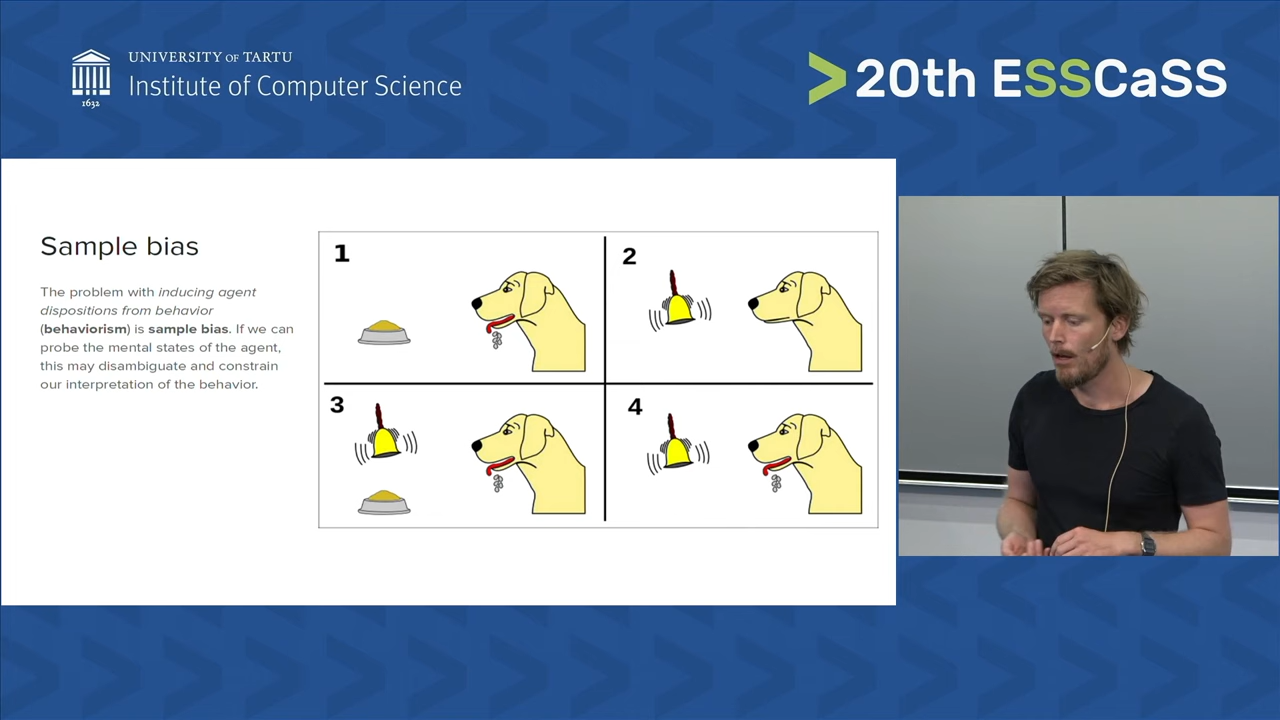 UNIVERSITY OF TARTU
Institute of Computer Science
1632
>20th ESSCaSS
Sample bias
The problem with inducing agent
dispositions from behavior
(behaviorism) is sample bias. If we can
probe the mental states of the agent,
this may disambiguate and constrain
our interpretation of the behavior.
1
2
3
4